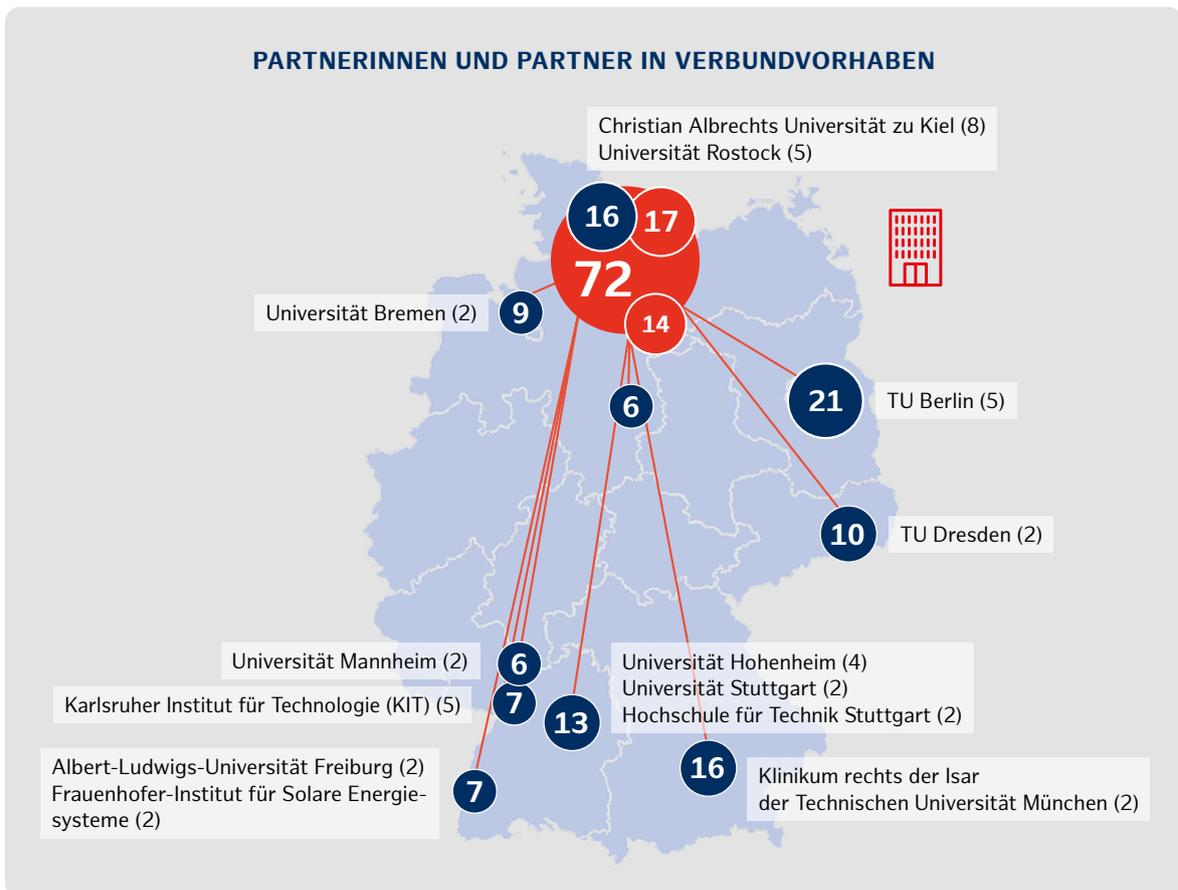 PARTNERINNEN UND PARTNER IN VERBUNDVORHABEN
Christian Albrechts Universität zu Kiel (8)
Universität Rostock (5)
16
17
72
14
Universität Bremen (2)
9
6
21
TU Berlin (5)
10
TU Dresden (2)
Universität Mannheim (2)
6
Karlsruher Institut für Technologie (KIT) (5)
7
13
Universität Hohenheim (4)
Universität Stuttgart (2)
Hochschule für Technik Stuttgart (2)
Albert-Ludwigs-Universität Freiburg (2)
Frauenhofer-Institut für Solare Energie-
systeme (2)
7
16
Klinikum rechts der Isar
der Technischen Universität München (2)